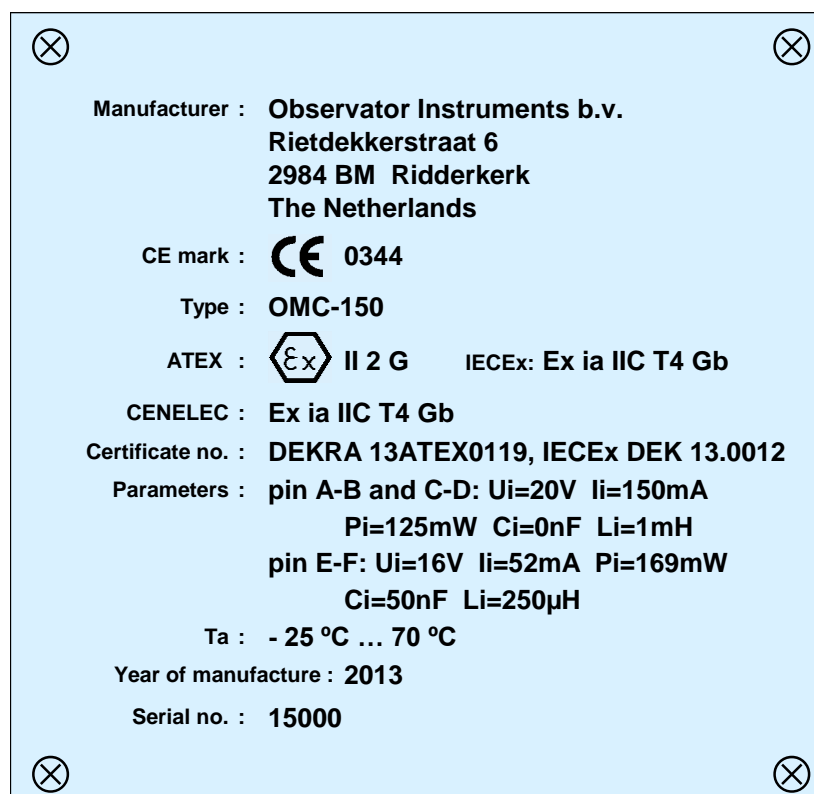 Manufacturer : Observator Instruments b.v.
Rietdekkerstraat 6
2984 BM Ridderkerk
The Netherlands
CE mark : CE 0344
Type : OMC-150
ATEX : εx II 2 G IECEx: Ex ia IIC T4 Gb
CENELEC : Ex ia IIC T4 Gb
Certificate no. : DEKRA 13ATEX0119, IECEx DEK 13.0012
Parameters : pin A-B and C-D: Ui=20V Ii=150mA
Pi=125mW Ci=0nF Li=1mH
pin E-F: Ui=16V Ii=52mA Pi=169mW
Ci=50nF Li=250µH
Ta : - 25 ºC … 70 ºC
Year of manufacture : 2013
Serial no. : 15000